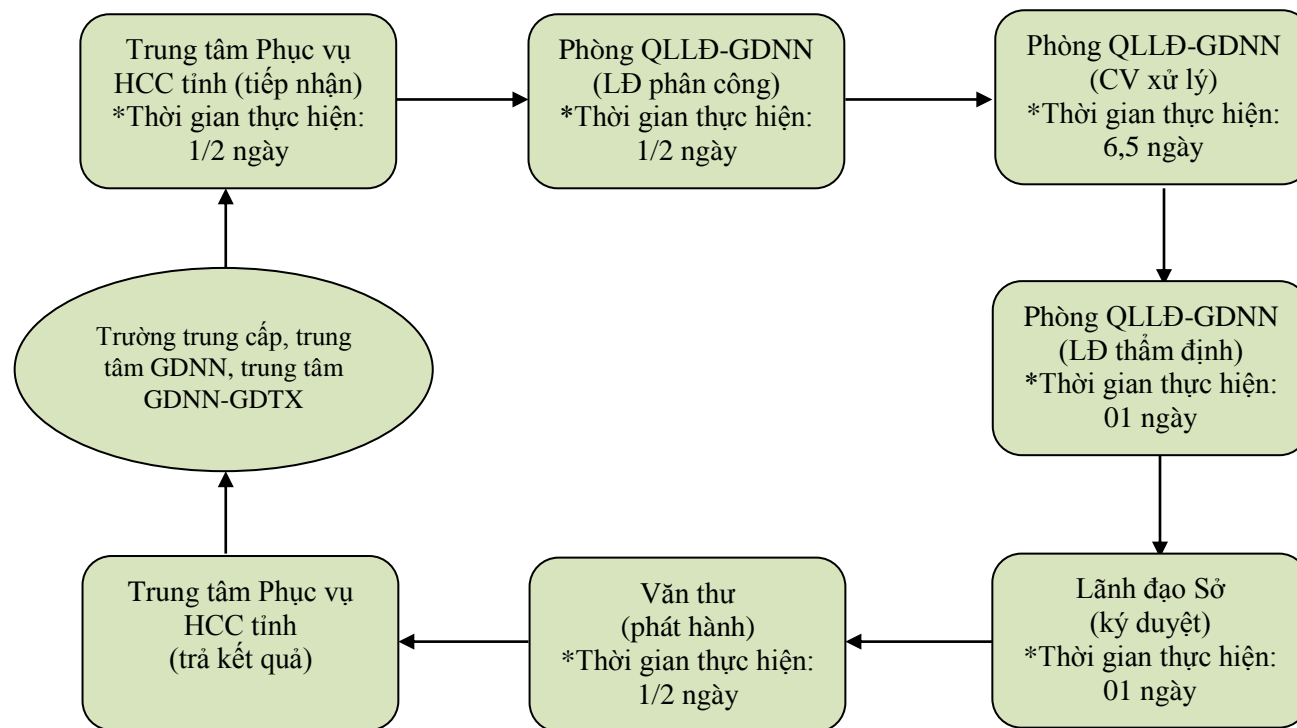 Trung tâm Phục vụ
HCC tỉnh (tiếp nhận)
*Thời gian thực hiện:
1/2 ngày
Phòng QLLĐ-GDNN
(LĐ phân công)
*Thời gian thực hiện:
1/2 ngày
Phòng QLLĐ-GDNN
(CV xử lý)
*Thời gian thực hiện:
6,5 ngày
Phòng QLLĐ-GDNN
(LĐ thẩm định)
*Thời gian thực hiện:
01 ngày
Lãnh đạo Sở
(ký duyệt)
*Thời gian thực hiện:
01 ngày
Văn thư
(phát hành)
*Thời gian thực hiện:
1/2 ngày
Trung tâm Phục vụ
HCC tỉnh
(trả kết quả)
Trường trung cấp, trung
tâm GDNN, trung tâm
GDNN-GDTX